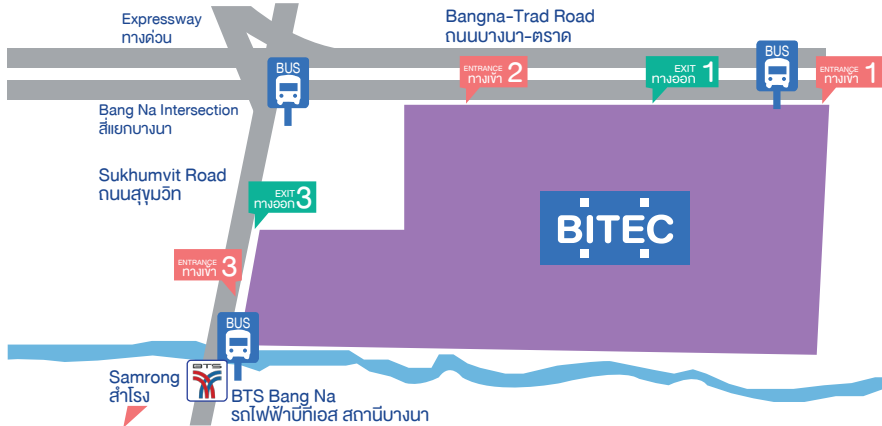 Expressway
ทางด่วน
Bangna-Trad Road
ถนนบางนา-ตราด
BUS
ENTRANCE
ทางเข้า 2
EXIT
ทางออก 1
BUS
ENTRANCE
ทางเข้า 1
Bang Na Intersection
สี่แยกบางนา
Sukhumvit Road
ถนนสุขุมวิท
EXIT
ทางออก 3
BITEC
ENTRANCE
ทางเข้า 3
BUS
BTS
Samrong
สำโรง
BTS Bang Na
รถไฟฟ้าบีทีเอส สถานีบางนา